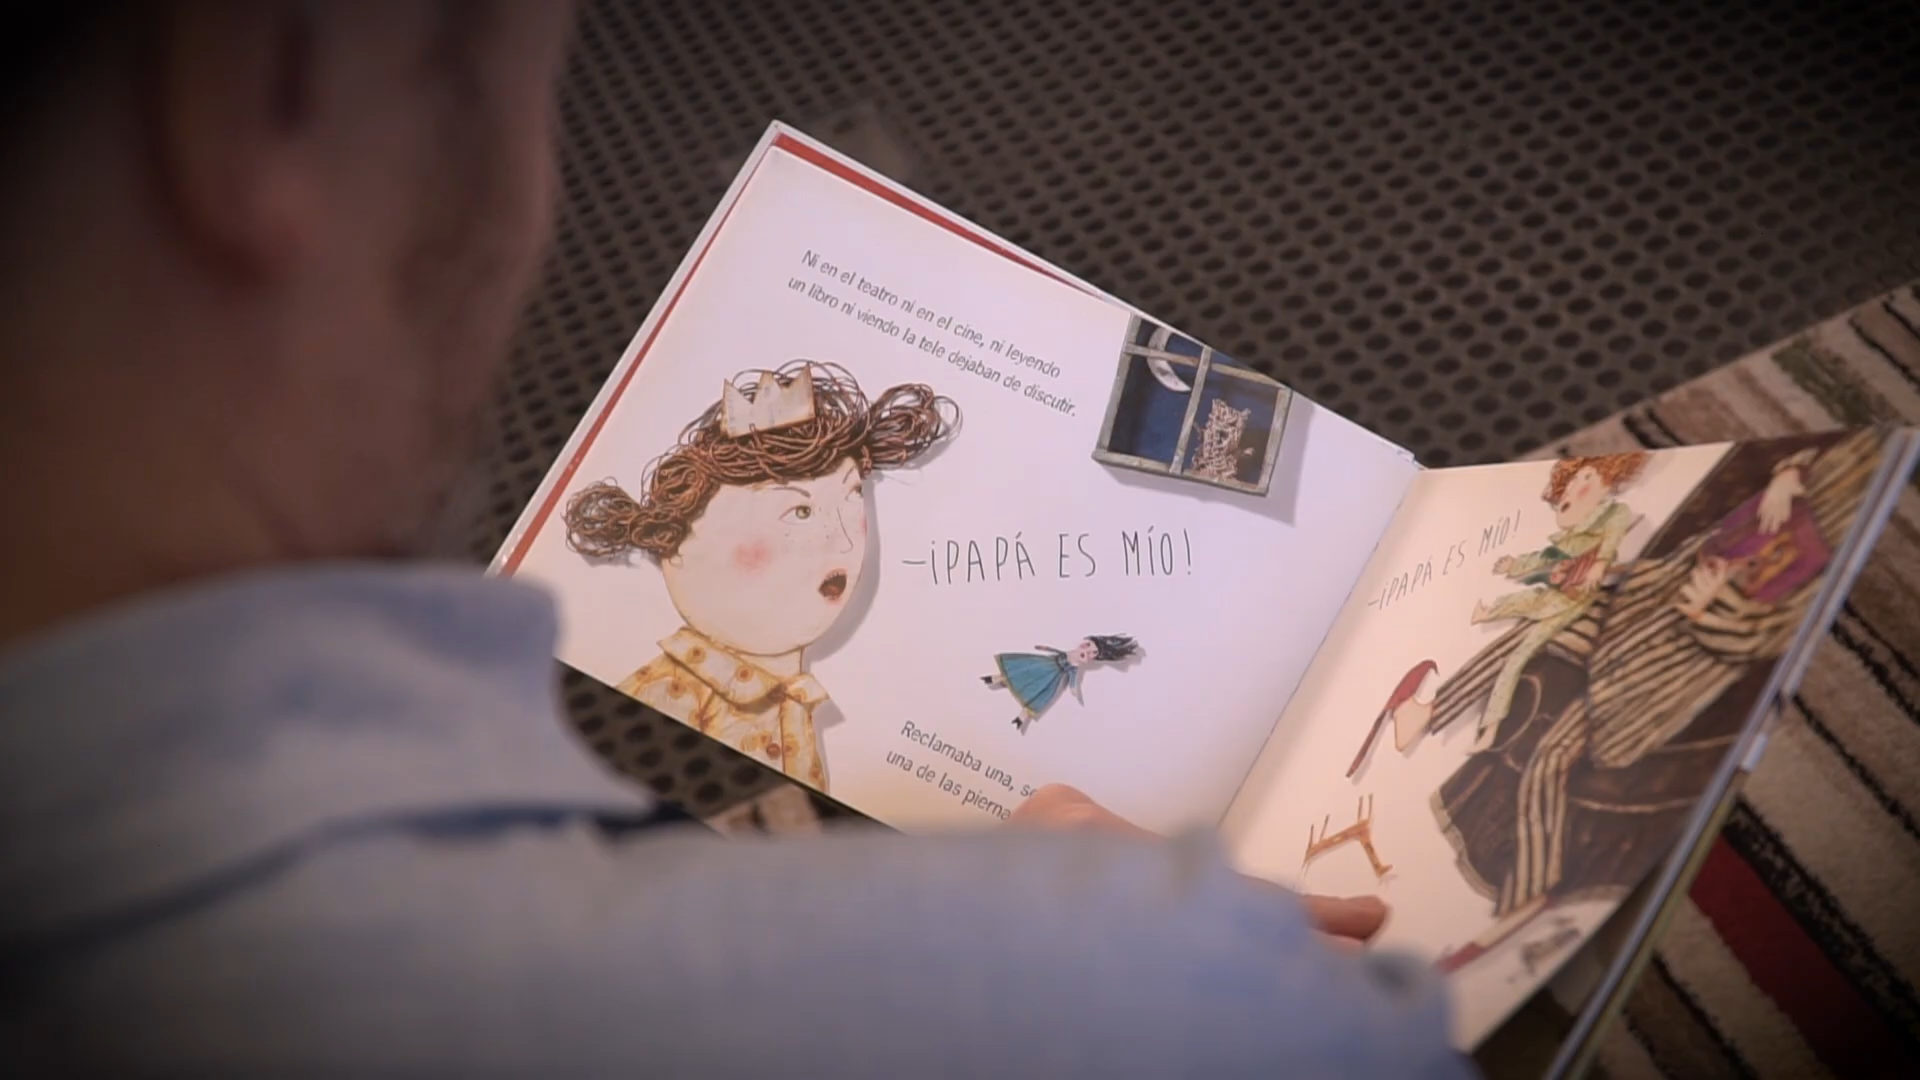 Ni en el teatro ni en el cine, ni leyendo
un libro ni viendo la tele dejaban de discutir.
–¡PAPÁ ES MÍO!
Reclamaba una,
una de las
–¡PAPÁ ES MÍO!